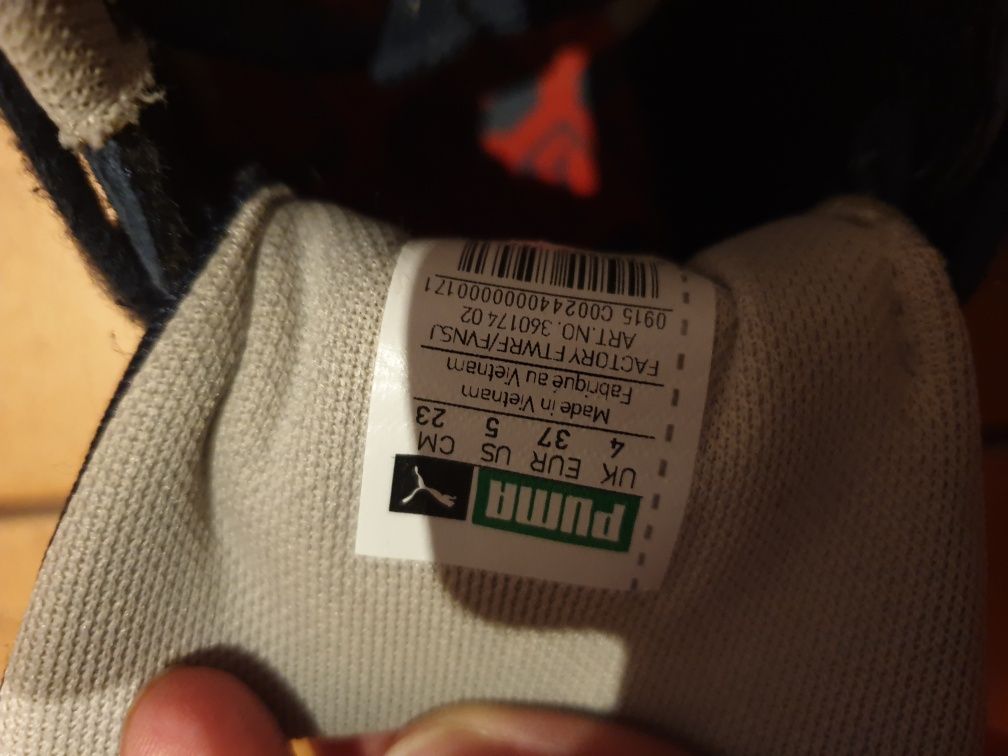 PUMA
UK EUR US CM
4 37 5 23
Made in Vietnam
Fabriqué au Vietnam
FACTORY FTWRF/FVNSJ
ART.NO. 360174 02
0915 C00244000000171